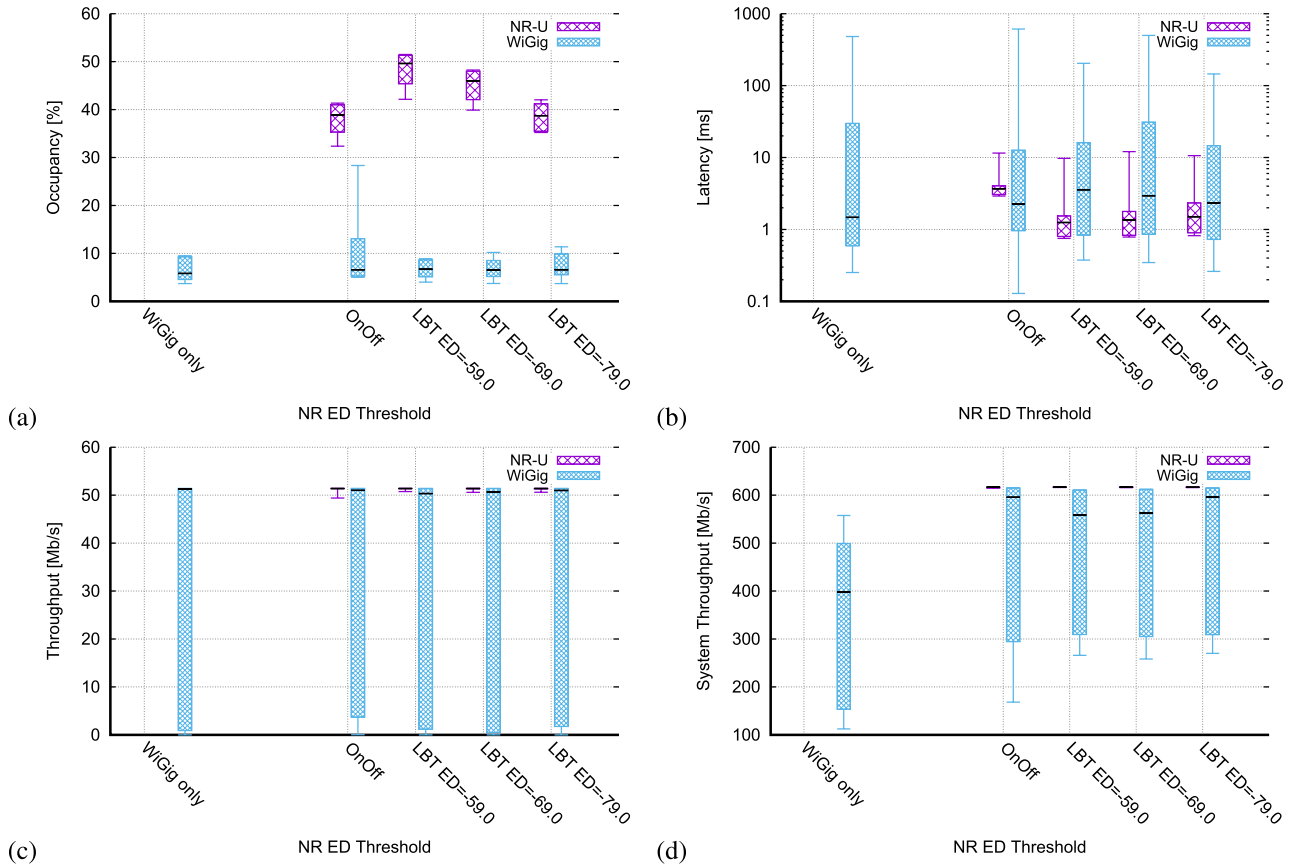 NR-U
WiGig
Occupancy [%]
60
50
40
30
20
10
0
WiGig only
OnOff
LBT ED=-59.0
LBT ED=-69.0
LBT ED=-79.0
NR ED Threshold
(a)
NR-U
WiGig
Latency [ms]
1000
100
10
1
0.1
WiGig only
OnOff
LBT ED=-59.0
LBT ED=-69.0
LBT ED=-79.0
NR ED Threshold
(b)
NR-U
WiGig
Throughput [Mb/s]
60
50
40
30
20
10
0
WiGig only
OnOff
LBT ED=-59.0
LBT ED=-69.0
LBT ED=-79.0
NR ED Threshold
(c)
NR-U
WiGig
System Throughput [Mb/s]
700
600
500
400
300
200
100
WiGig only
OnOff
LBT ED=-59.0
LBT ED=-69.0
LBT ED=-79.0
NR ED Threshold
(d)